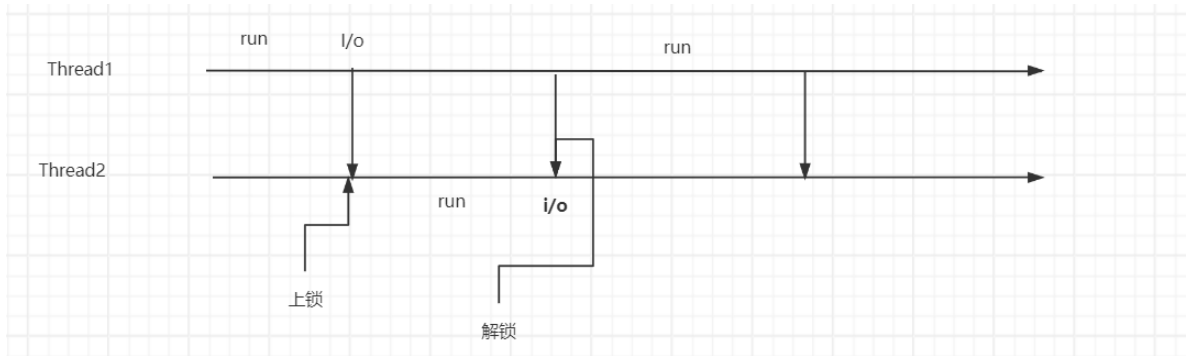 run I/o run
Thread1
Thread2
run i/o
上锁
解锁